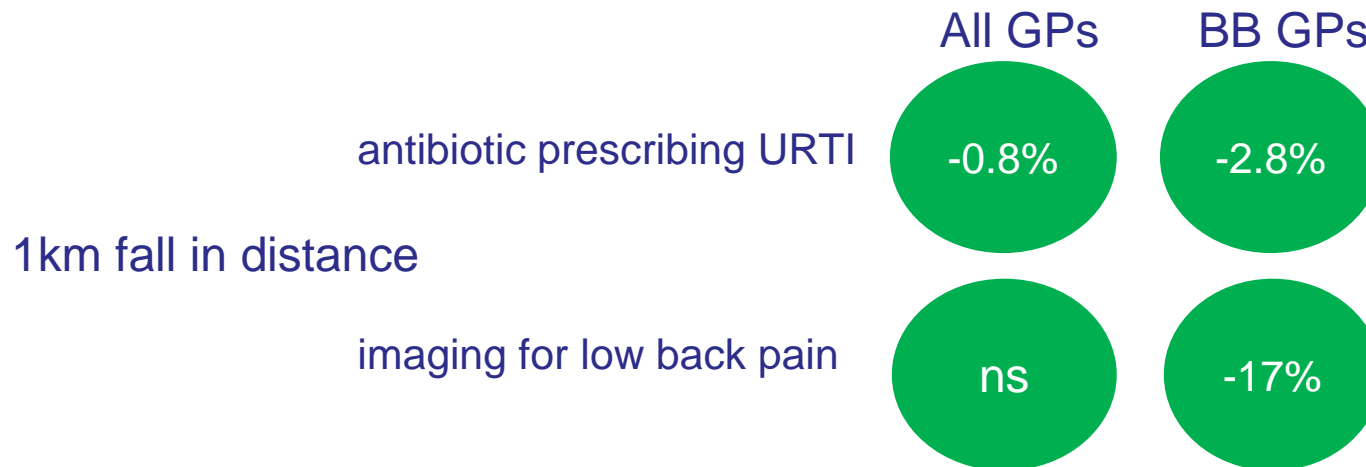 All GPs BB GPs
antibiotic prescribing URTI -0.8% -2.8%
1km fall in distance
imaging for low back pain ns -17%